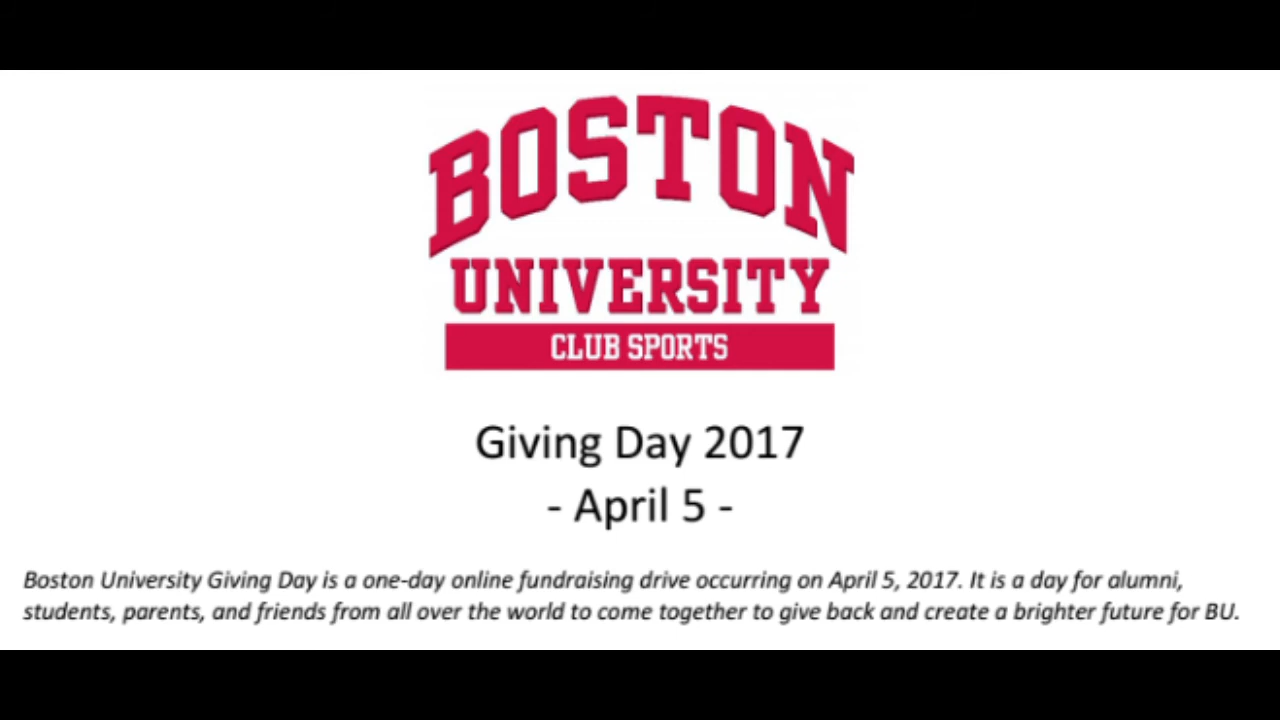 BOSTON
UNIVERSITY
CLUB SPORTS
Giving Day 2017
- April 5 -
Boston University Giving Day is a one-day online fundraising drive occurring on April 5, 2017. It is a day for alumni,
students, parents, and friends from all over the world to come together to give back and create a brighter future for BU.